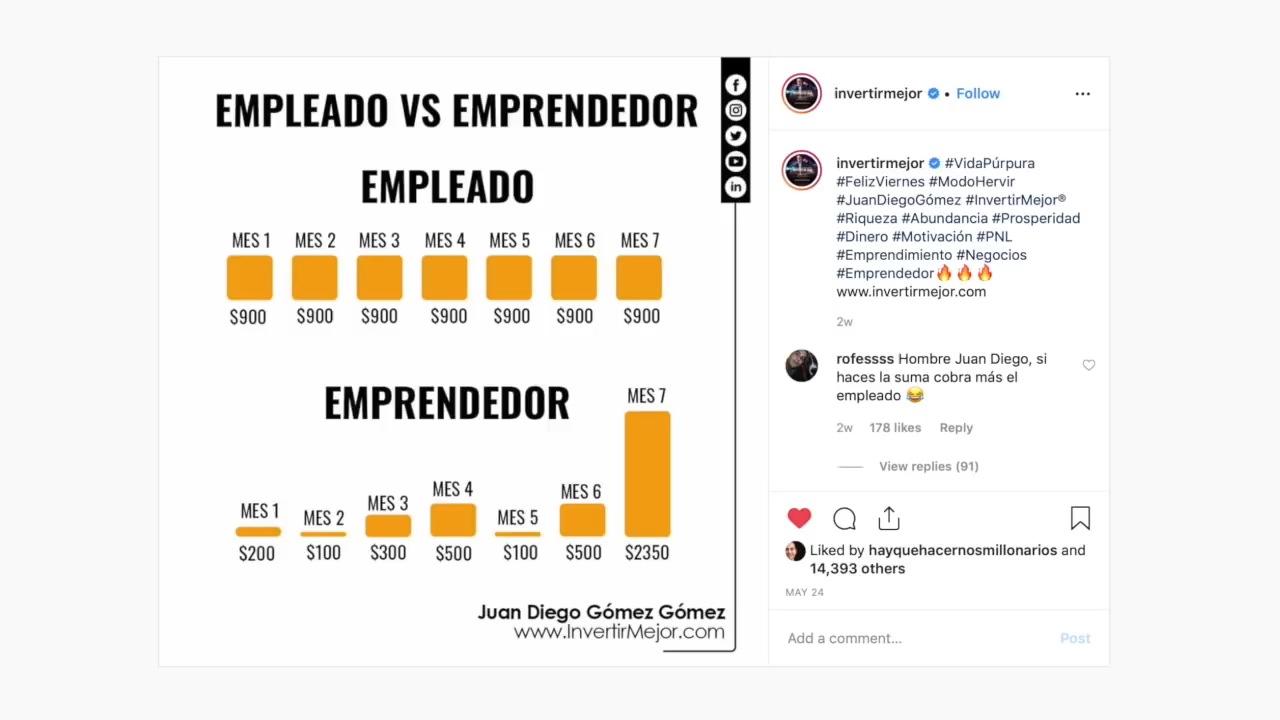 EMPLEADO VS EMPRENDEDOR
EMPLEADO
MES 1 MES 2 MES 3 MES 4 MES 5 MES 6 MES 7
$900 $900 $900 $900 $900 $900 $900
EMPRENDEDOR
MES 1 MES 2 MES 3 MES 4 MES 5 MES 6 MES 7
$200 $100 $300 $500 $100 $500 $2350
Juan Diego Gómez Gómez
www.InvertirMejor.com
invertirmejor • Follow
invertirmejor #VidaPúrpura
#FelizViernes #ModoHervir
#JuanDiegoGómez #InvertirMejor®
#Riqueza #Abundancia #Prosperidad
#Dinero #Motivación #PNL
#Emprendimiento #Negocios
#Emprendedor🔥🔥🔥
www.invertirmejor.com
2w
rofessss Hombre Juan Diego, si
haces la suma cobra más el
empleado 😂
2w 178 likes Reply
View replies (91)
Liked by hayquehacernosmillonarios and
14,393 others
MAY 24
Add a comment... Post